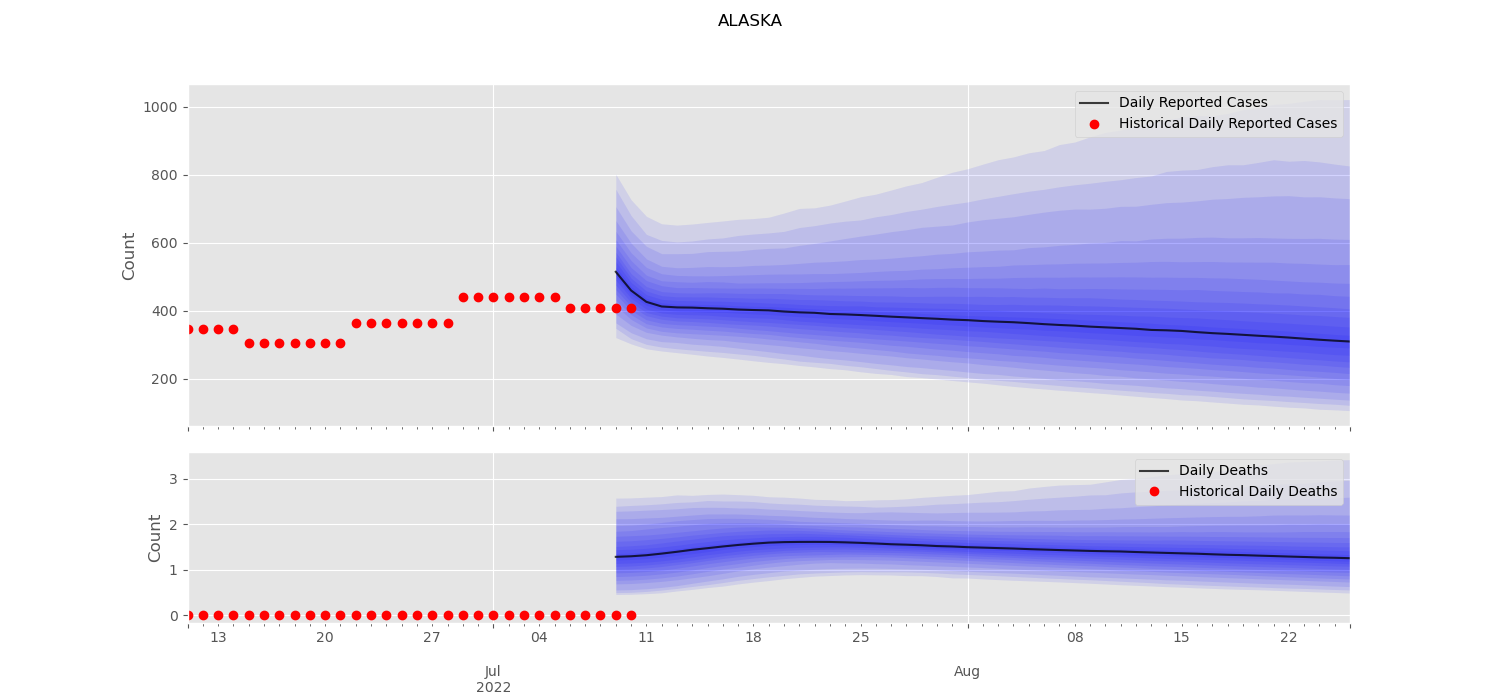 ALASKA
1000
800
600
400
200
Count
Daily Reported Cases
Historical Daily Reported Cases
3
2
1
0
Count
Daily Deaths
Historical Daily Deaths
13 20 27 04 11 18 25 08 15 22
Jul Aug
2022